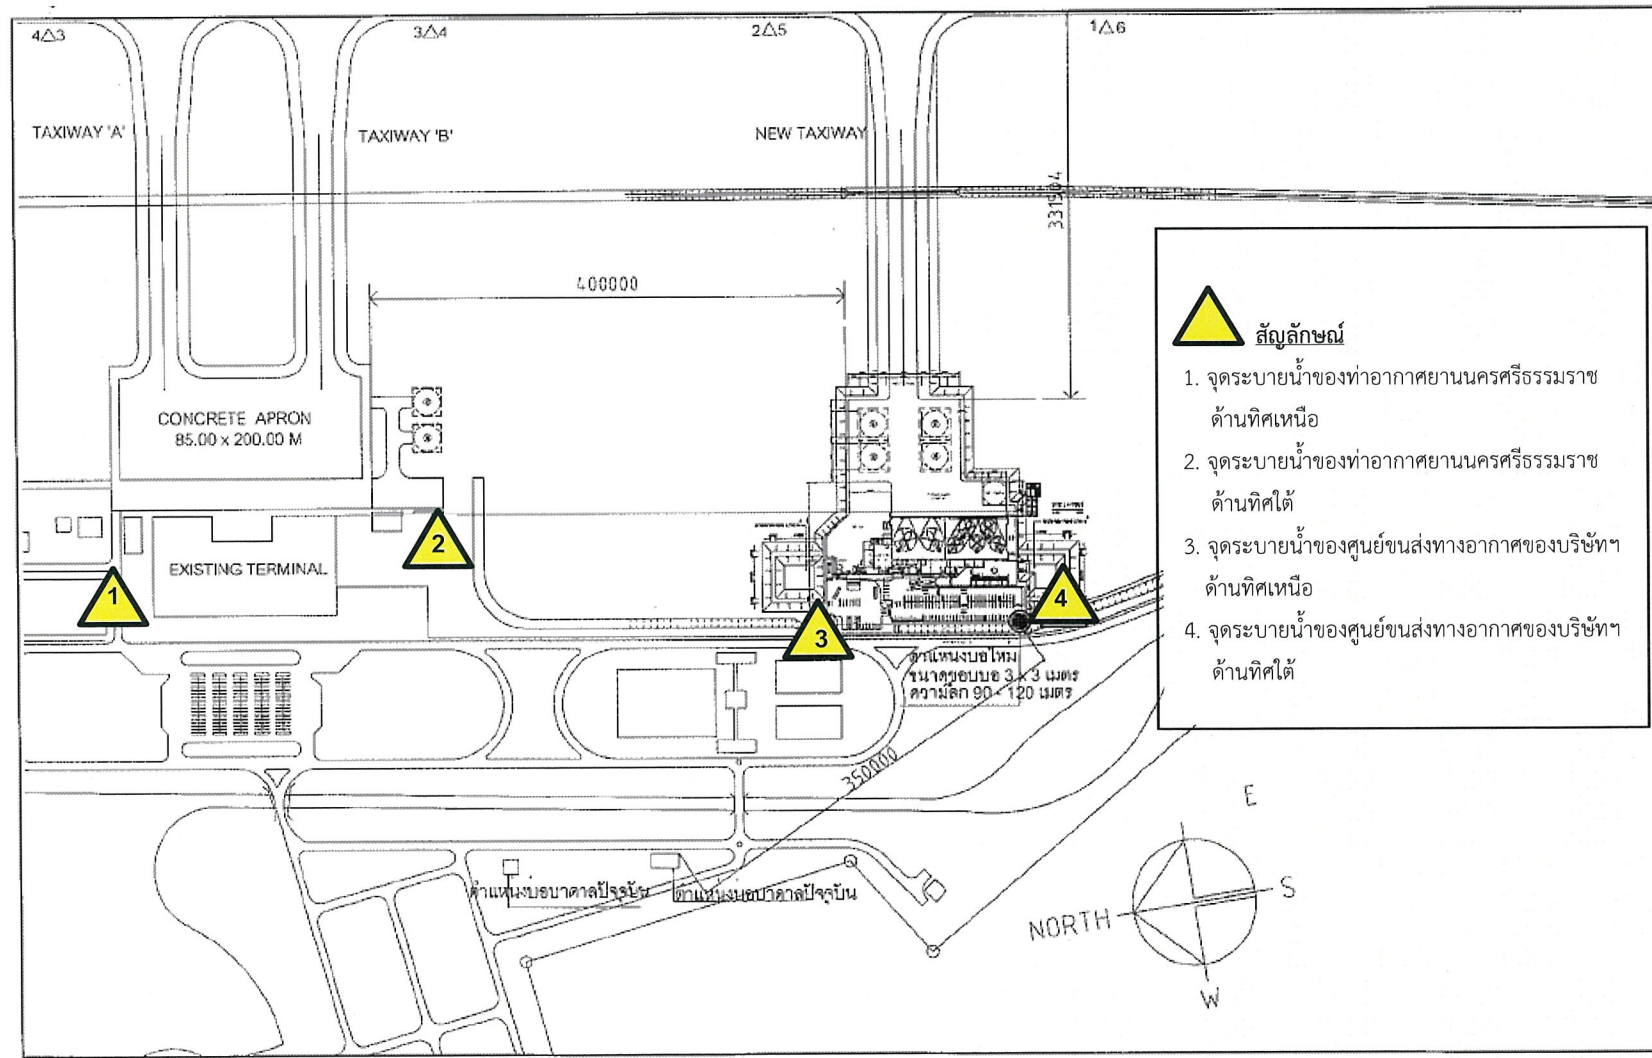 4△3
3△4
2△5
1△6
TAXIWAY 'A'
TAXIWAY 'B'
NEW TAXIWAY
400000
CONCRETE APRON
85.00 x 200.00 M
EXISTING TERMINAL
1
2
3
4
ตำแหน่งบ่อใหม่
ขนาดขอบบ่อ 3 x 3 เมตร
ความลึก 90 - 120 เมตร
350000
ตำแหน่งบ่อบาดาลปัจจุบัน
ตำแหน่งบ่อบาดาลปัจจุบัน
สัญลักษณ์
1. จุดระบายน้ำของท่าอากาศยานนครศรีธรรมราช
ด้านทิศเหนือ
2. จุดระบายน้ำของท่าอากาศยานนครศรีธรรมราช
ด้านทิศใต้
3. จุดระบายน้ำของศูนย์ขนส่งทางอากาศของบริษัทฯ
ด้านทิศเหนือ
4. จุดระบายน้ำของศูนย์ขนส่งทางอากาศของบริษัทฯ
ด้านทิศใต้
E
S
NORTH
W